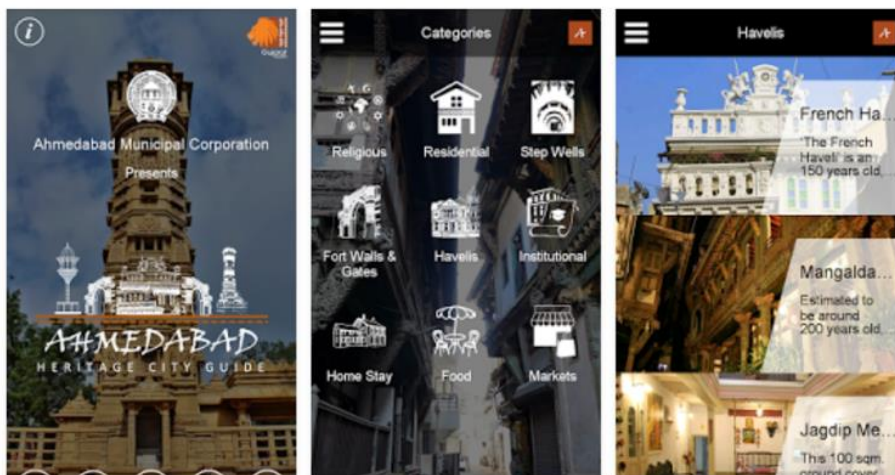 Ahmedabad Municipal Corporation
Presents
AHMEDABAD
HERITAGE CITY GUIDE
Categories
Religious
Residential
Step Wells
Fort Walls &
Gates
Havelis
Institutional
Home Stay
Food
Markets
Havelis
French Ha...
'The French
Haveli' is an
150 years old,...
Mangalda...
Estimated to
be around
200 years old,
Jagdip Me...
This 100 sqm.
ground cover